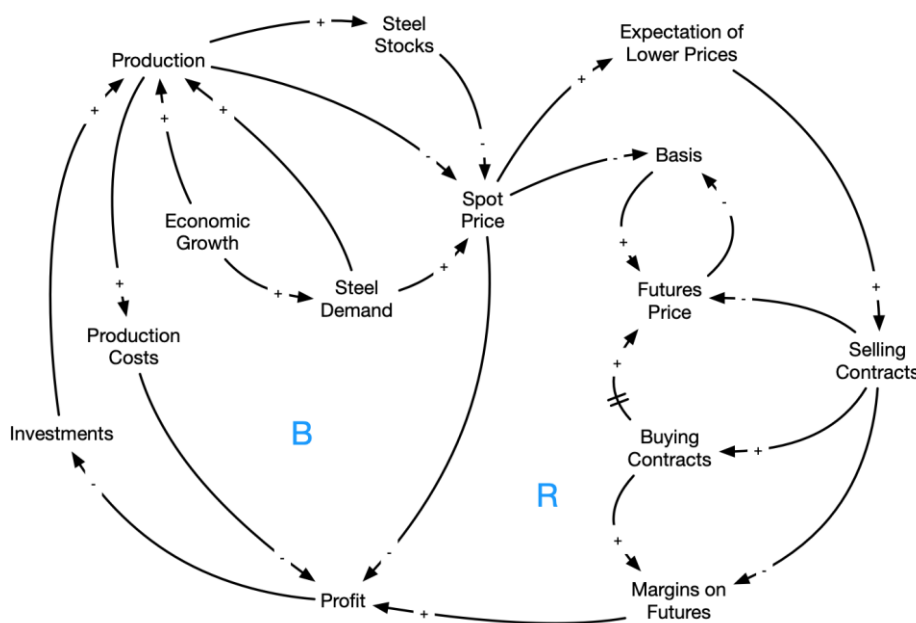 Steel
Stocks
Expectation of
Lower Prices
Production
+
+
-
+
+
+
-
-
-
Basis
Spot
Price
-
Economic
Growth
+
+
+
Steel
Demand
Futures
Price
-
+
+
Production
Costs
+
Selling
Contracts
Investments
B
Buying
Contracts
+
-
R
+
-
-
-
Profit
+
Margins on
Futures